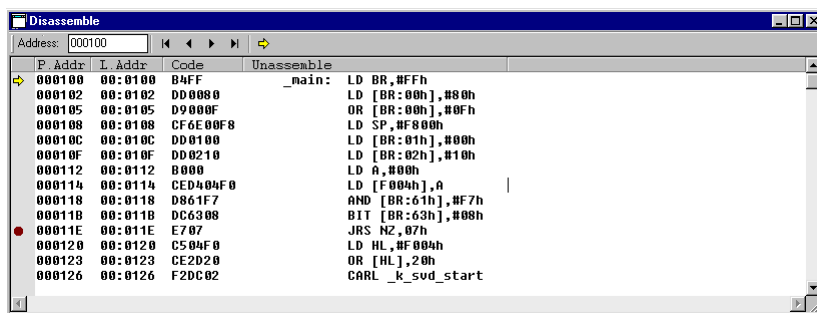 Disassemble
Address: 000100
P.Addr L.Addr Code Unassemble
000100 00:0100 B4FF _main: LD BR,#FFh
000102 00:0102 DD0080 LD [BR:00h],#80h
000105 00:0105 D9000F OR [BR:00h],#0Fh
000108 00:0108 CF6E00F8 LD SP,#F800h
00010C 00:010C DD0100 LD [BR:01h],#00h
00010F 00:010F DD0210 LD [BR:02h],#10h
000112 00:0112 B000 LD A,#00h
000114 00:0114 CED404F0 LD [F004h],A
000118 00:0118 D861F7 AND [BR:61h],#F7h
00011B 00:011B DC6308 BIT [BR:63h],#08h
00011E 00:011E E707 JRS NZ,07h
000120 00:0120 C504F0 LD HL,#F004h
000123 00:0123 CE2D20 OR [HL],20h
000126 00:0126 F2DC02 CARL _k_svd_start